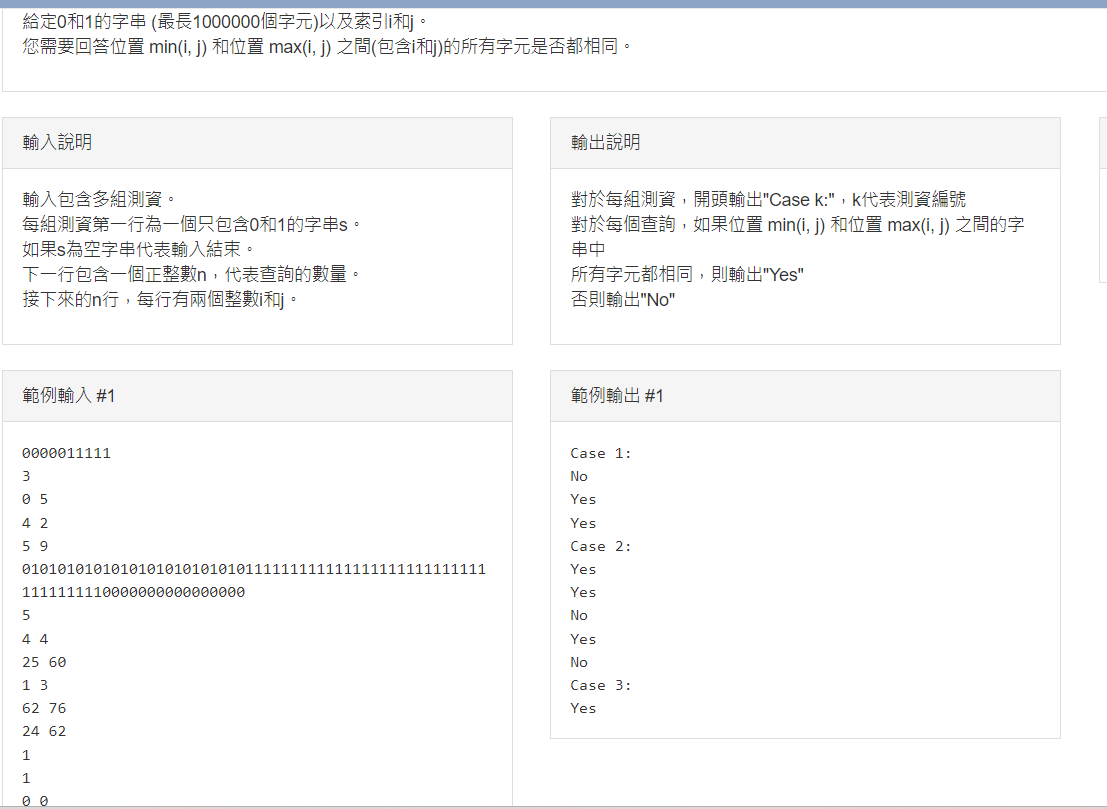 給定0和1的字串 (最長1000000個字元)以及索引i和j。
您需要回答位置 min(i, j) 和位置 max(i, j) 之間(包含i和j)的所有字元是否都相同。
輸入說明
輸入包含多組測資。
每組測資第一行為一個只包含0和1的字串s。
如果s為空字串代表輸入結束。
下一行包含一個正整數n，代表查詢的數量。
接下來的n行，每行有兩個整數i和j。
輸出說明
對於每組測資，開頭輸出"Case k:"，k代表測資編號
對於每個查詢，如果位置 min(i, j) 和位置 max(i, j) 之間的字
串中
所有字元都相同，則輸出"Yes"
否則輸出"No"
範例輸入 #1
0000011111
3
0 5
4 2
5 9
01010101010101010101010101111111111111111111111111111
1111111110000000000000000
5
4 4
25 60
1 3
62 76
24 62
1
1
0 0
範例輸出 #1
Case 1:
No
Yes
Yes
Case 2:
Yes
Yes
No
Yes
No
Case 3:
Yes